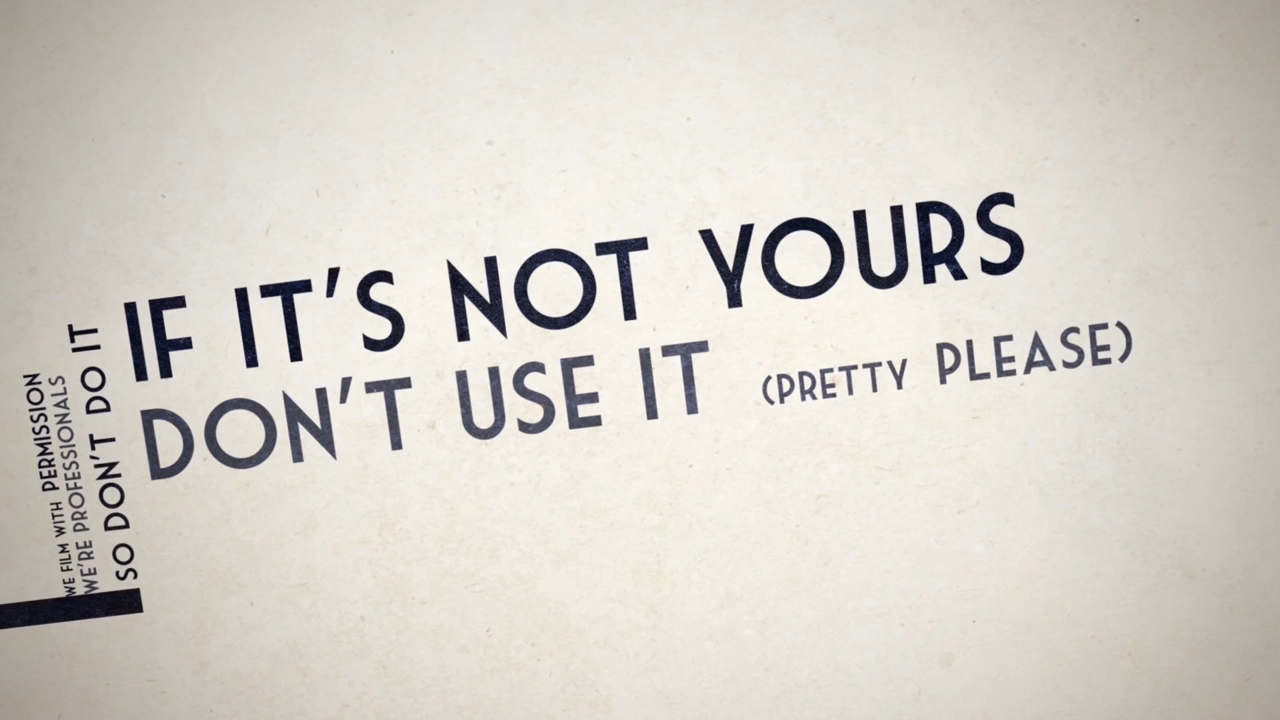 WE FILM WITH PERMISSION
WE'RE PROFESSIONALS
SO DON'T DO IT
IF IT'S NOT YOURS
DON'T USE IT (PRETTY PLEASE)